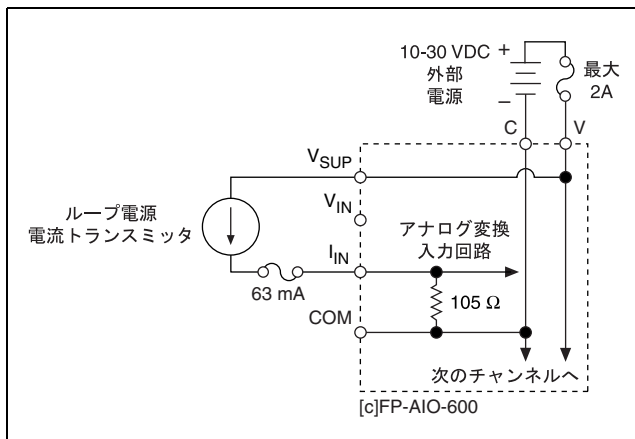 10-30 VDC
外部
電源
+
−
最大
2A
C
V
VSUP
VIN
ループ電源
電流トランスミッタ
アナログ変換
入力回路
IIN
63 mA
105 Ω
COM
次のチャンネルへ
[c]FP-AIO-600